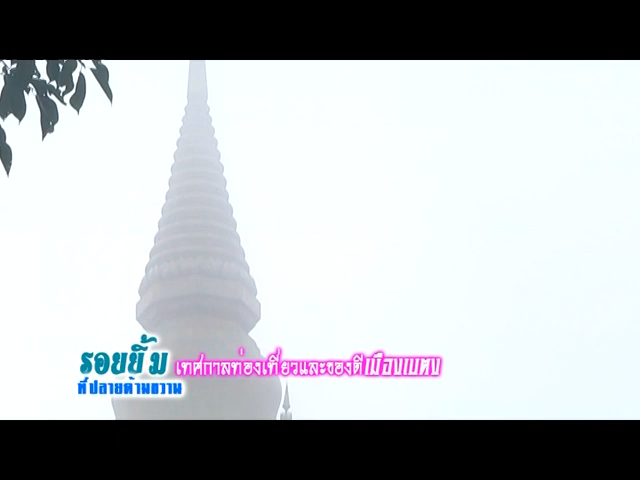 รอยยิ้ม
ที่ปลายด้ามขวาน
เทศกาลท่องเที่ยวและของดีเมืองเบตง